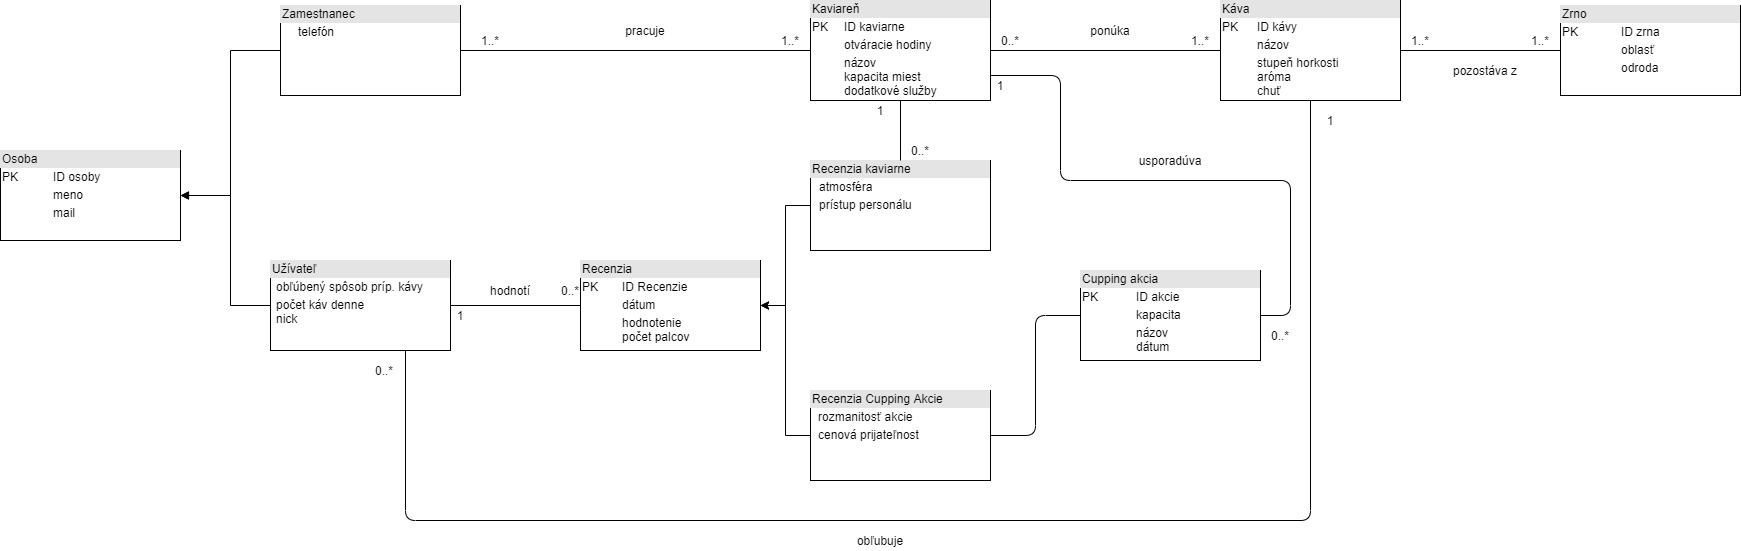 Zamestnanec
telefón
1..*
pracuje
1..*
Kaviareň
PK ID kaviarne
otváracie hodiny
názov
kapacita miest
dodatkové služby
0..*
ponúka
1..*
1
1
Káva
PK ID kávy
názov
stupeň horkosti
aróma
chuť
1..*
1..*
pozostáva z
1
Zrno
PK ID zrna
oblasť
odroda
Osoba
PK ID osoby
meno
mail
0..*
Recenzia kaviarne
atmosféra
prístup personálu
usporadúva
Užívateľ
obľúbený spôsob príp. kávy
počet káv denne
nick
hodnotí
1
0..*
Recenzia
PK ID Recenzie
dátum
hodnotenie
počet palcov
Cupping akcia
PK ID akcie
kapacita
názov
dátum
0..*
0..*
Recenzia Cupping Akcie
rozmanitosť akcie
cenová prijateľnost
obľubuje